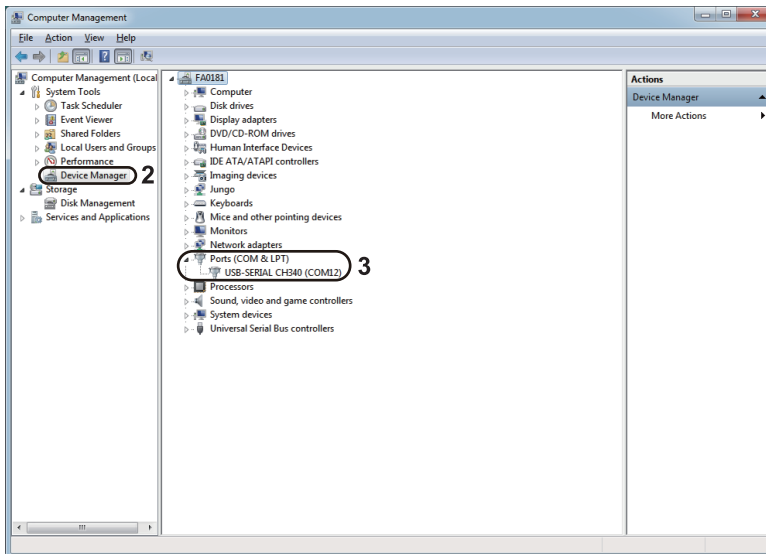 Computer Management
File Action View Help
Computer Management (Local
System Tools
Task Scheduler
Event Viewer
Shared Folders
Local Users and Groups
Performance
Device Manager 2
Storage
Disk Management
Services and Applications
FA0181
Computer
Disk drives
Display adapters
DVD/CD-ROM drives
Human Interface Devices
IDE ATA/ATAPI controllers
Imaging devices
Jungo
Keyboards
Mice and other pointing devices
Monitors
Network adapters
Ports (COM & LPT)
USB-SERIAL CH340 (COM12) 3
Processors
Sound, video and game controllers
System devices
Universal Serial Bus controllers
Actions
Device Manager
More Actions